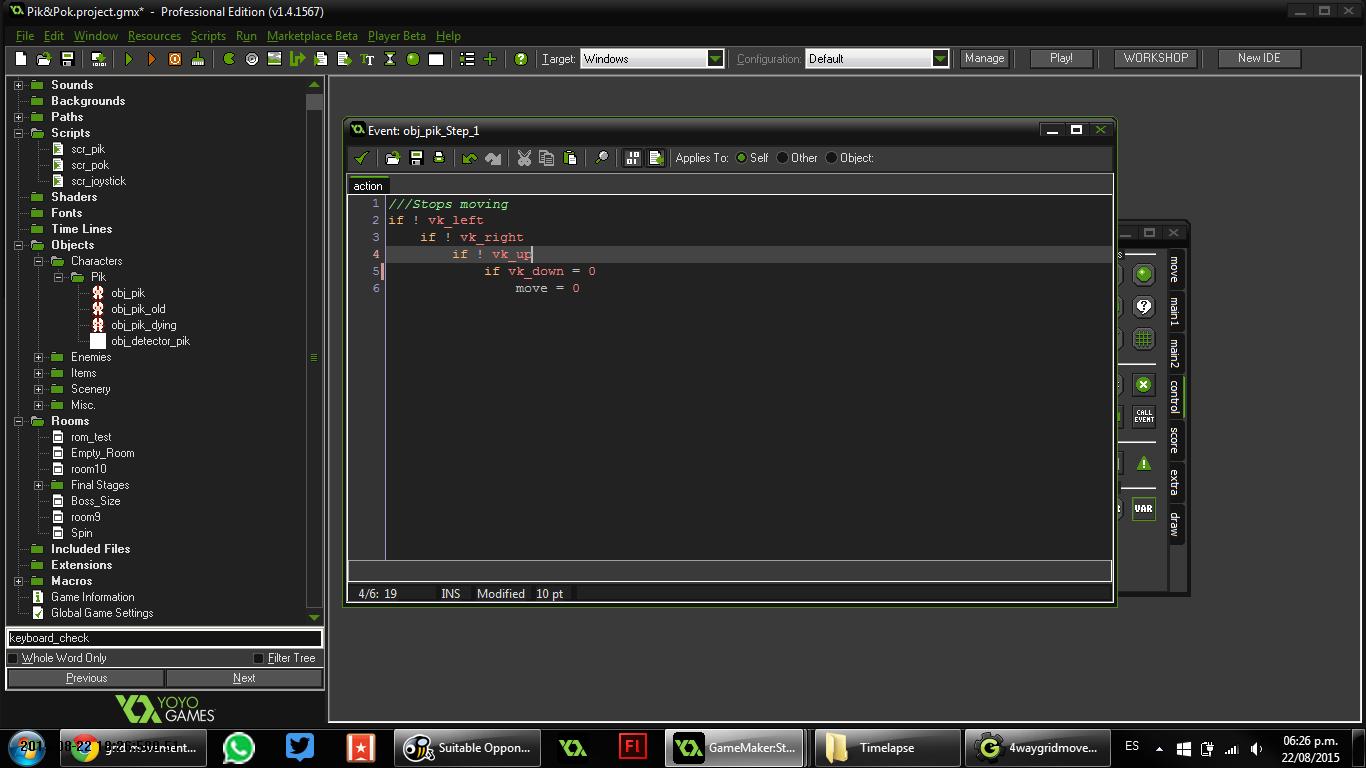 Pik&Pok.project.gmx* - Professional Edition (v1.4.1567)
File Edit Window Resources Scripts Run Marketplace Beta Player Beta Help
Target: Windows Configuration: Default Manage Play! WORKSHOP New IDE
Sounds
Backgrounds
Paths
Scripts
scr_pik
scr_pok
scr_joystick
Shaders
Fonts
Time Lines
Objects
Characters
Pik
obj_pik
obj_pik_old
obj_pik_dying
obj_detector_pik
Enemies
Items
Scenery
Misc.
Rooms
rom_test
Empty_Room
room10
Final Stages
Boss_Size
room9
Spin
Included Files
Extensions
Macros
Game Information
Global Game Settings
keyboard_check
Whole Word Only Filter Tree
Previous Next
YOYO
GAMES
Event: obj_pik_Step_1
Applies To: Self Other Object:
action
1 ///Stops moving
2 if ! vk_left
3 if ! vk_right
4 if ! vk_up
5 if vk_down = 0
6 move = 0
4/6: 19 INS Modified 10 pt
move
main1
main2
control
score
extra
draw
CALL
EVENT
VAR
grid movement...
Suitable Oppon...
Fl
GameMaker:St...
Timelapse
4waygridmove...
ES
06:26 p.m.
22/08/2015